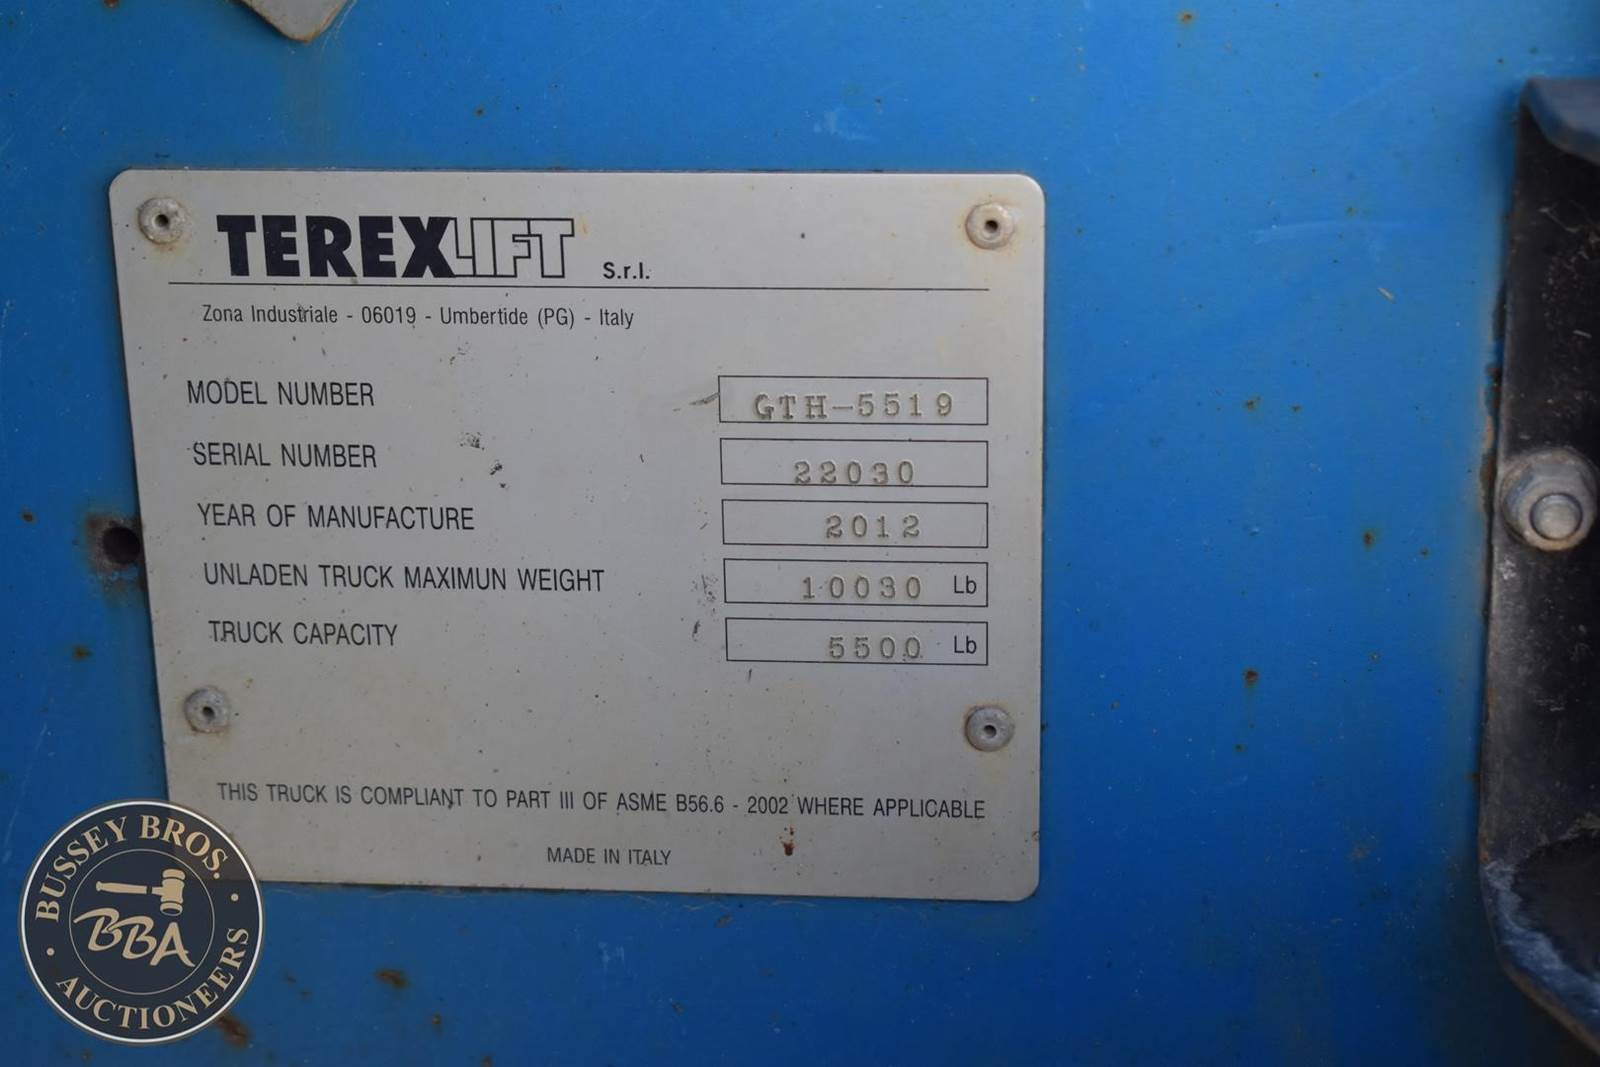 TEREXLIFT S.r.l.
Zona Industriale - 06019 - Umbertide (PG) - Italy
MODEL NUMBER GTH-5519
SERIAL NUMBER 22030
YEAR OF MANUFACTURE 2012
UNLADEN TRUCK MAXIMUN WEIGHT 10030 Lb
TRUCK CAPACITY 5500 Lb
THIS TRUCK IS COMPLIANT TO PART III OF ASME B56.6 - 2002 WHERE APPLICABLE
MADE IN ITALY
BUSSEY BROS.
BBA
AUCTIONEERS